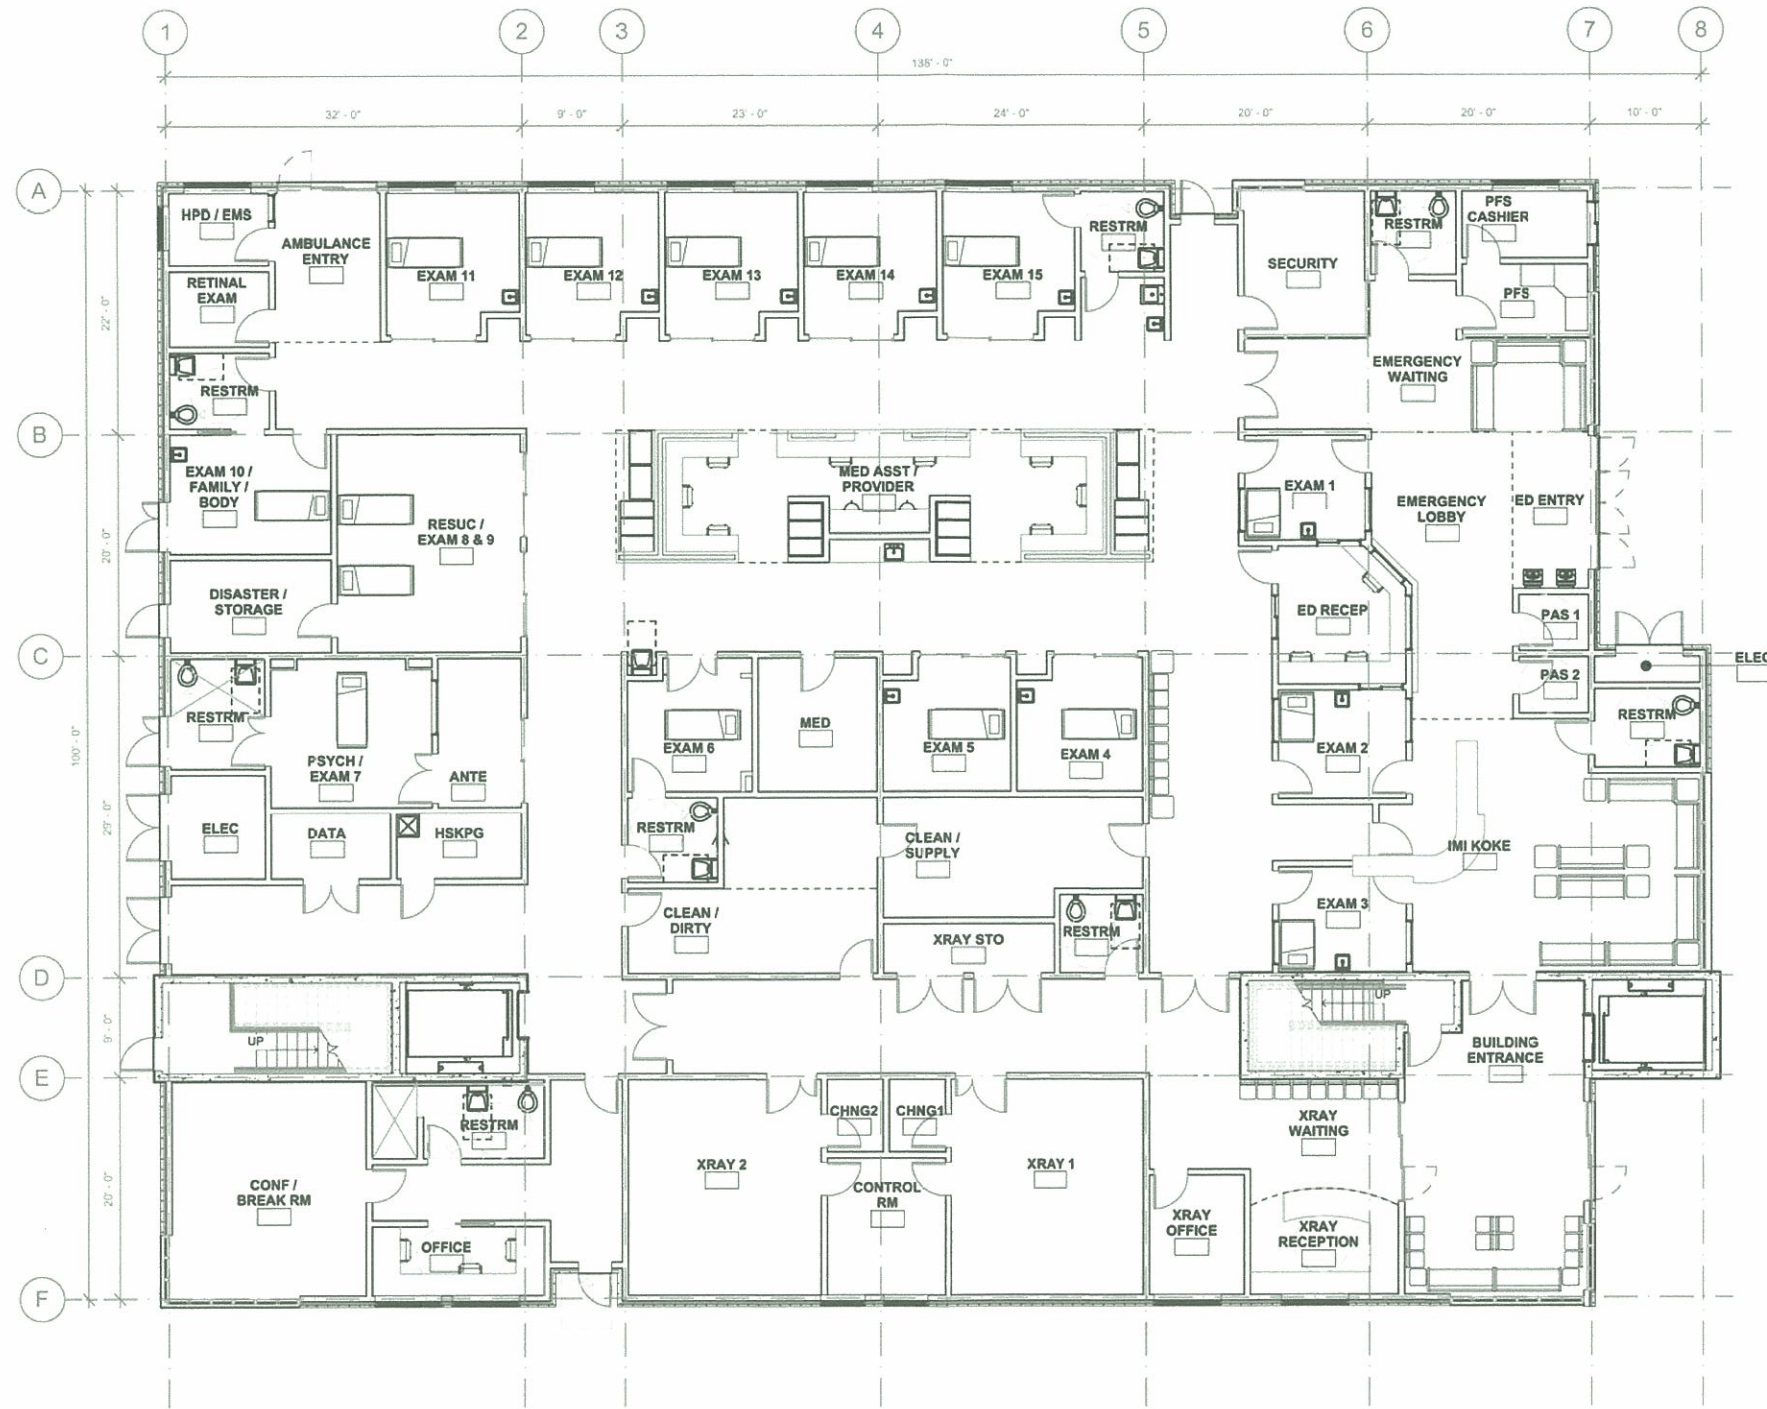 1
2
3
4
5
6
7
8
138' - 0"
32' - 0"
9' - 0"
23' - 0"
24' - 0"
20' - 0"
20' - 0"
10' - 0"
A
B
C
D
E
F
100' - 0"
22' - 0"
20' - 0"
29' - 0"
9' - 0"
20' - 0"
HPD / EMS
AMBULANCE
ENTRY
RETINAL
EXAM
EXAM 11
EXAM 12
EXAM 13
EXAM 14
EXAM 15
RESTRM
SECURITY
RESTRM
PFS
CASHIER
PFS
RESTRM
EMERGENCY
WAITING
EXAM 10 /
FAMILY /
BODY
RESUC /
EXAM 8 & 9
MED ASST /
PROVIDER
EXAM 1
EMERGENCY
LOBBY
ED ENTRY
DISASTER /
STORAGE
ED RECEP
PAS 1
PAS 2
ELEC
RESTRM
PSYCH /
EXAM 7
ANTE
EXAM 6
MED
EXAM 5
EXAM 4
EXAM 2
RESTRM
ELEC
DATA
HSKPG
RESTRM
CLEAN /
SUPPLY
IMI KOKE
CLEAN /
DIRTY
XRAY STO
RESTRM
EXAM 3
UP
UP
BUILDING
ENTRANCE
RESTRM
CHNG2
CHNG1
XRAY
WAITING
CONF /
BREAK RM
XRAY 2
CONTROL
RM
XRAY 1
OFFICE
XRAY
OFFICE
XRAY
RECEPTION